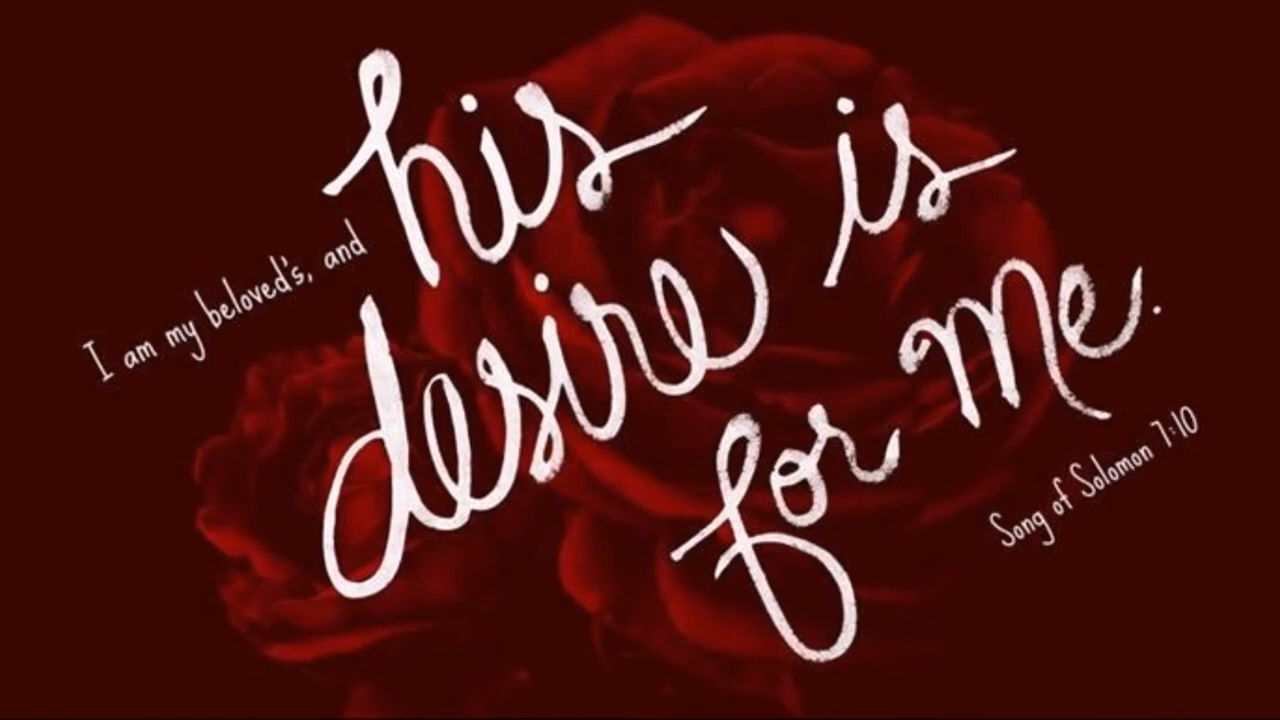 I am my beloved's, and
his
desire is
for me.
Song of Solomon 7:10